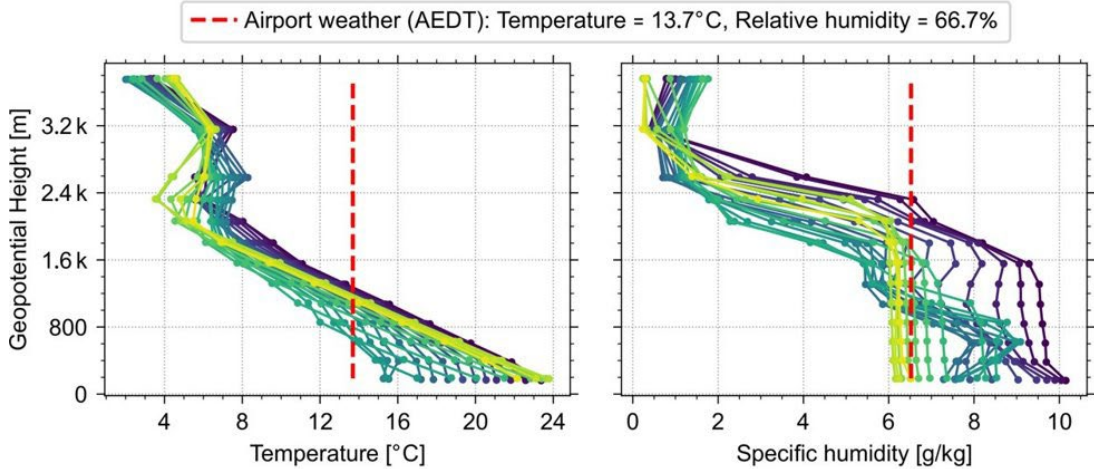 Airport weather (AEDT): Temperature = 13.7°C, Relative humidity = 66.7%
Geopotential Height [m]
3.2 k
2.4 k
1.6 k
800
0
4 8 12 16 20 24
Temperature [°C]
0 2 4 6 8 10
Specific humidity [g/kg]